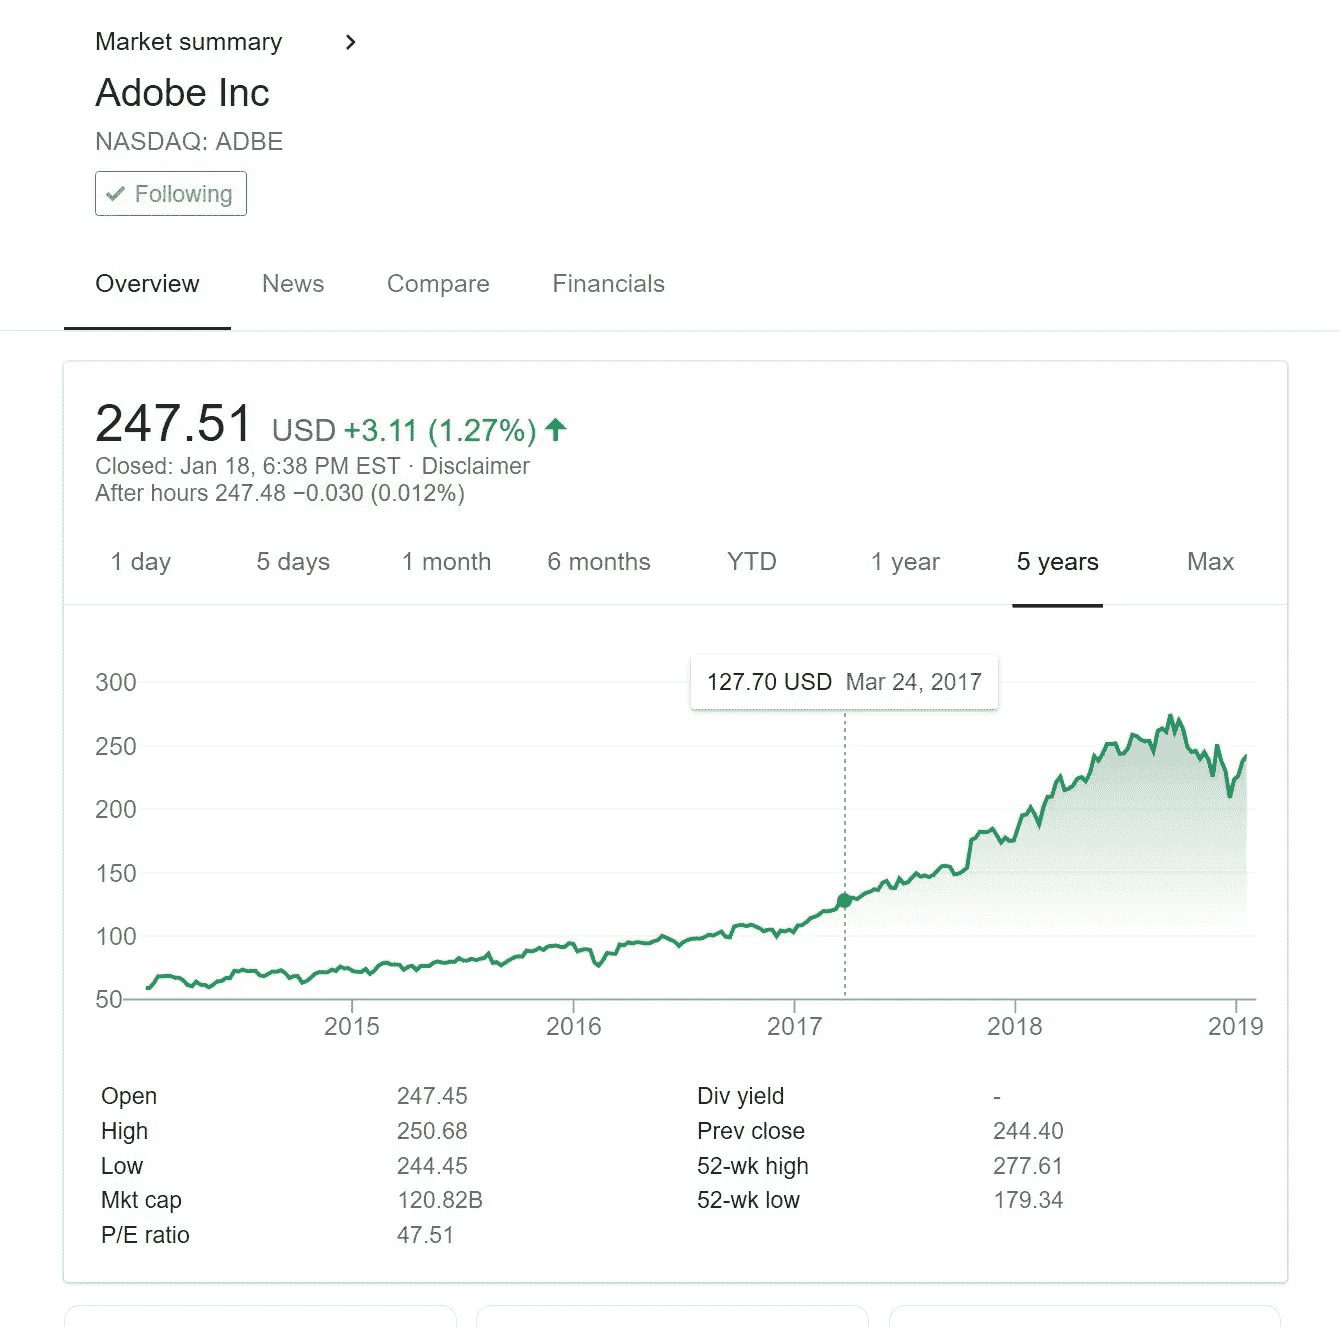 Market summary >
Adobe Inc
NASDAQ: ADBE
Following
Overview News Compare Financials
247.51 USD +3.11 (1.27%)
Closed: Jan 18, 6:38 PM EST · Disclaimer
After hours 247.48 −0.030 (0.012%)
1 day 5 days 1 month 6 months YTD 1 year 5 years Max
127.70 USD Mar 24, 2017
300
250
200
150
100
50
2015 2016 2017 2018 2019
Open 247.45 Div yield -
High 250.68 Prev close 244.40
Low 244.45 52-wk high 277.61
Mkt cap 120.82B 52-wk low 179.34
P/E ratio 47.51